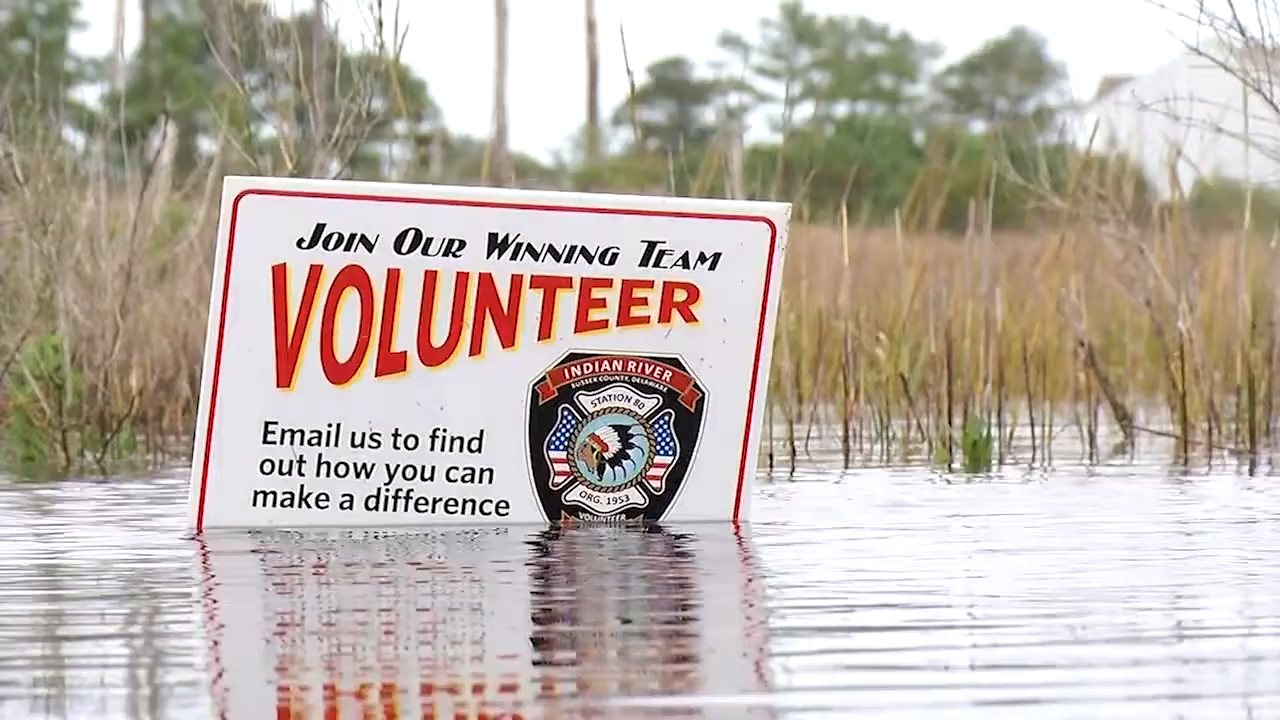 JOIN OUR WINNING TEAM
VOLUNTEER
Email us to find
out how you can
make a difference
INDIAN RIVER
SUSSEX COUNTY, DELAWARE
STATION 80
ORG. 1953
VOLUNTEER